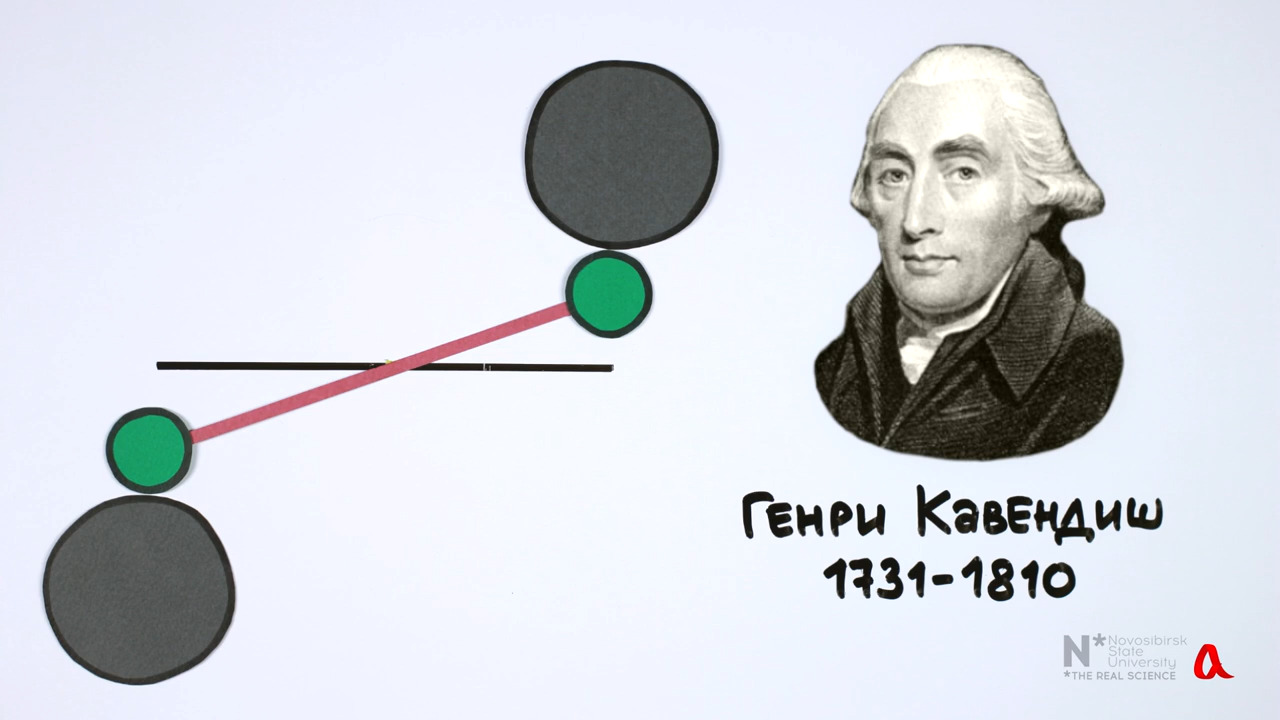 Генри Кавендиш
1731-1810
N* Novosibirsk
State
University
*THE REAL SCIENCE
a